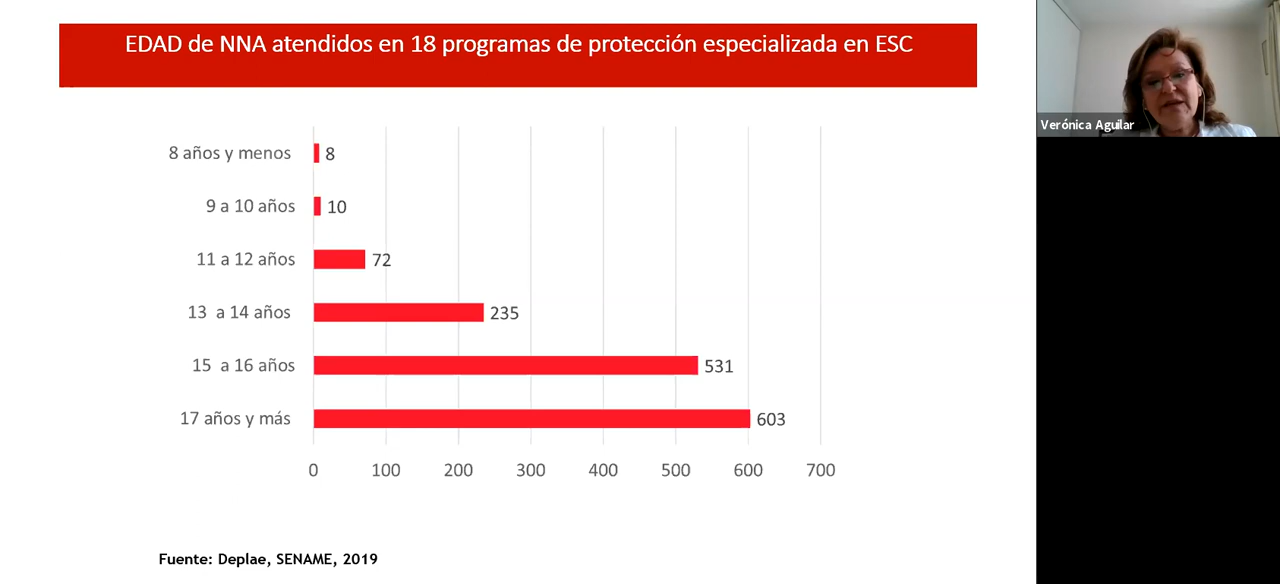 EDAD de NNA atendidos en 18 programas de protección especializada en ESC
Verónica Aguilar
8 años y menos 8
9 a 10 años 10
11 a 12 años 72
13 a 14 años 235
15 a 16 años 531
17 años y más 603
0 100 200 300 400 500 600 700
Fuente: Deplae, SENAME, 2019